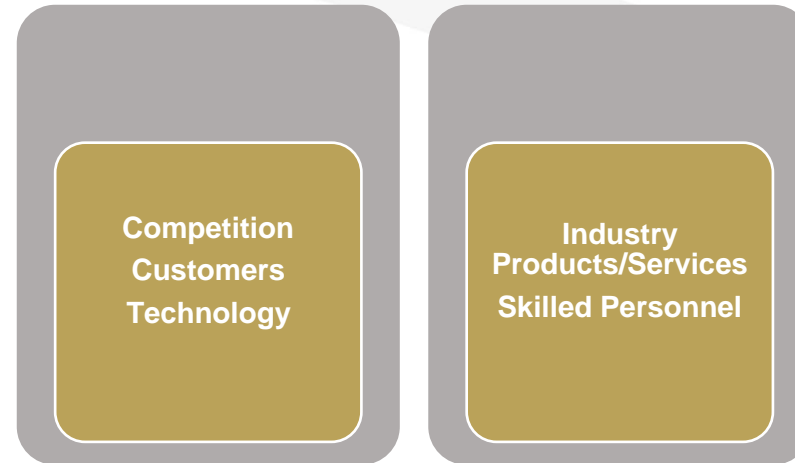 Competition
Customers
Technology
Industry
Products/Services
Skilled Personnel